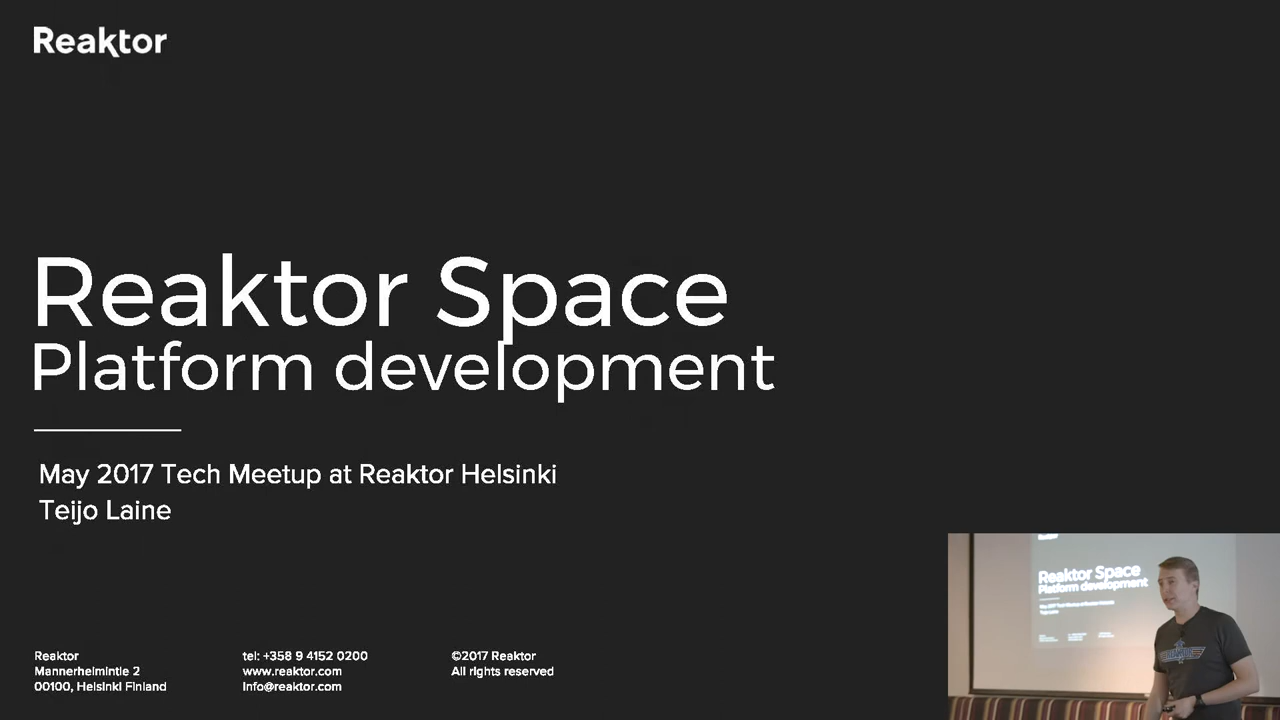 Reaktor
Reaktor Space
Platform development
May 2017 Tech Meetup at Reaktor Helsinki
Teijo Laine
Reaktor
Mannerheimintie 2
00100, Helsinki Finland
tel: +358 9 4152 0200
www.reaktor.com
info@reaktor.com
©2017 Reaktor
All rights reserved
Reaktor Space
Platform development